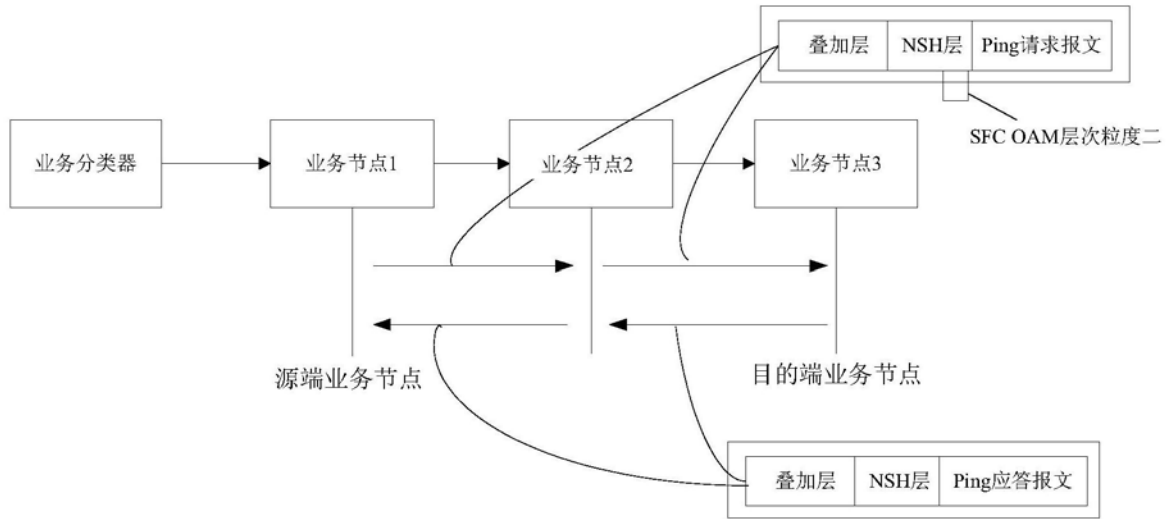 叠加层 NSH层 Ping请求报文
SFC OAM层次粒度二
业务分类器 业务节点1 业务节点2 业务节点3
源端业务节点 目的端业务节点
叠加层 NSH层 Ping应答报文